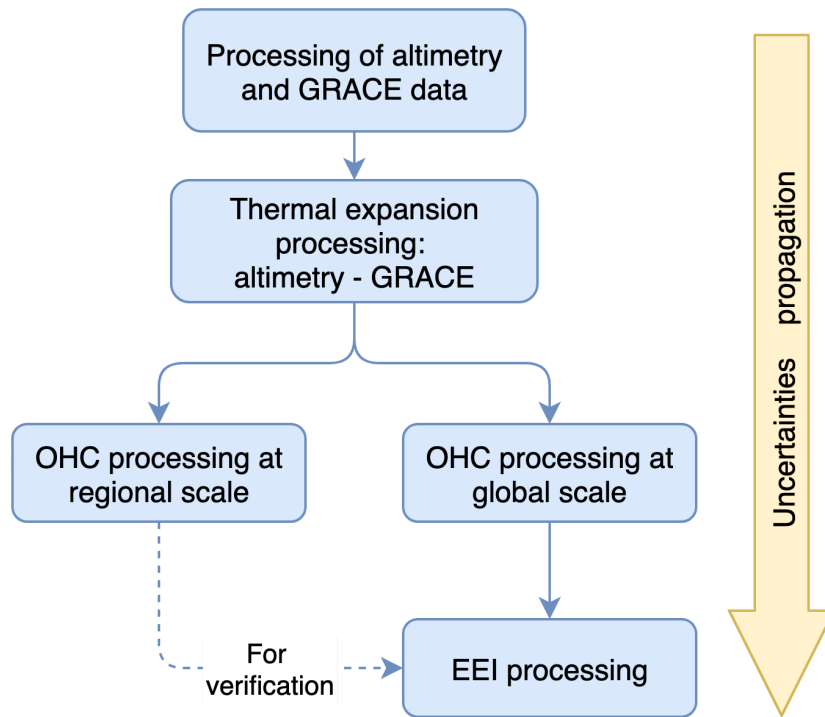 Processing of altimetry
and GRACE data
Thermal expansion
processing:
altimetry - GRACE
OHC processing at
regional scale
OHC processing at
global scale
For
verification
EEI processing
Uncertainties propagation